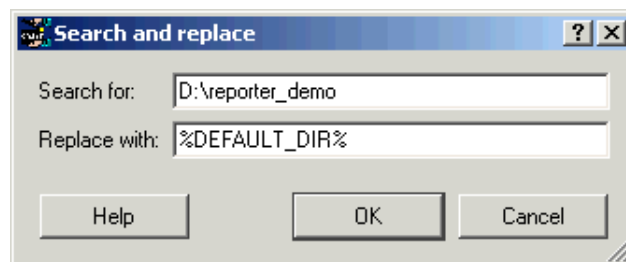 Search and replace
Search for: D:\reporter_demo
Replace with: %DEFAULT_DIR%
Help OK Cancel